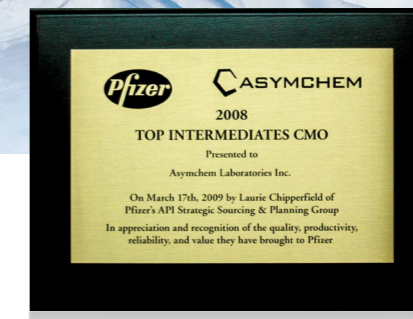 Pfizer ASYMCHEM
2008
TOP INTERMEDIATES CMO
Presented to
Asymchem Laboratories Inc.
On March 17th, 2009 by Laurie Chipperfield of
Pfizer's API Strategic Sourcing & Planning Group
In appreciation and recognition of the quality, productivity,
reliability, and value they have brought to Pfizer